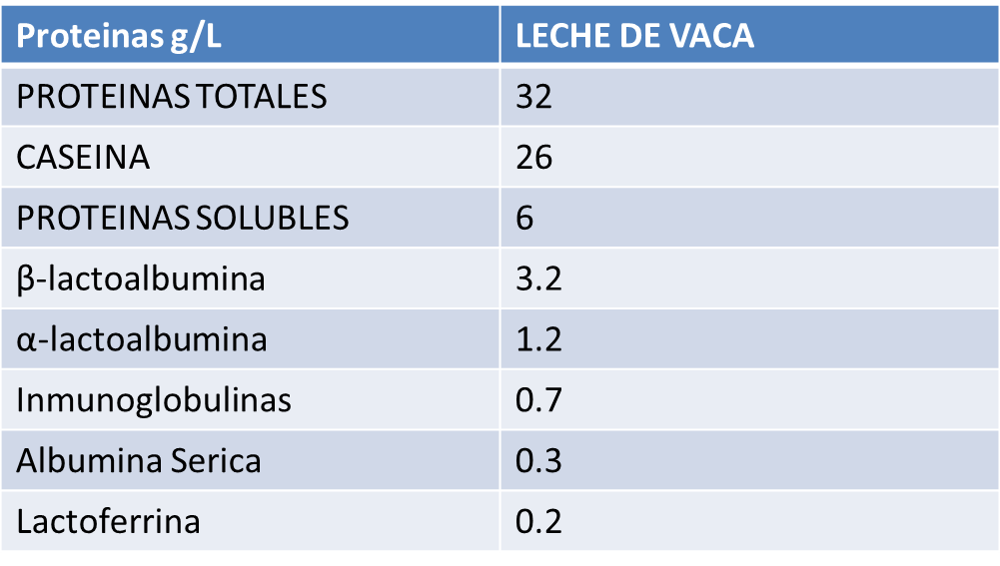 Proteinas g/L LECHE DE VACA
PROTEINAS TOTALES 32
CASEINA 26
PROTEINAS SOLUBLES 6
β-lactoalbumina 3.2
α-lactoalbumina 1.2
Inmunoglobulinas 0.7
Albumina Serica 0.3
Lactoferrina 0.2